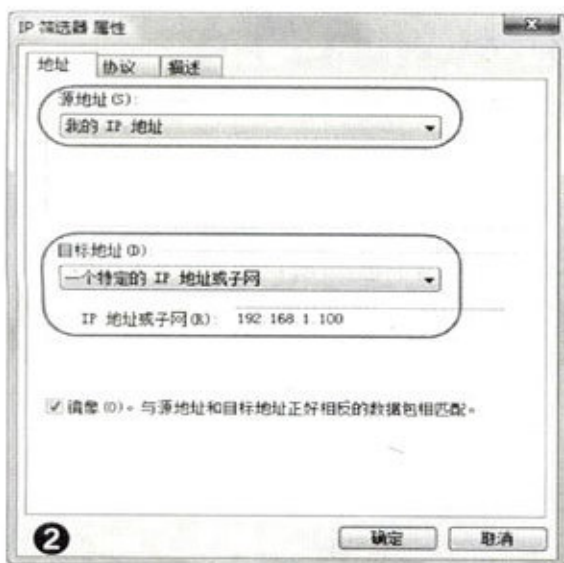 IP 筛选器 属性
地址 协议 描述
源地址(S):
我的 IP 地址
目标地址(D)
一个特定的 IP 地址或子网
IP 地址或子网(R): 192.168.1.100
镜像(O)。与源地址和目标地址正好相反的数据包相匹配。
2
确定 取消